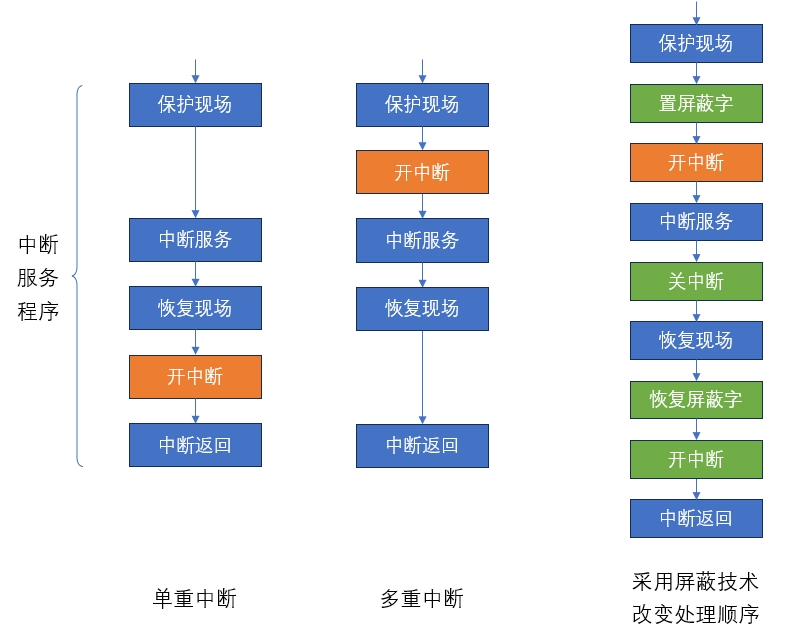 中断
服务
程序
保护现场
中断服务
恢复现场
开中断
中断返回
单重中断
保护现场
开中断
中断服务
恢复现场
中断返回
多重中断
保护现场
置屏蔽字
开中断
中断服务
关中断
恢复现场
恢复屏蔽字
开中断
中断返回
采用屏蔽技术
改变处理顺序